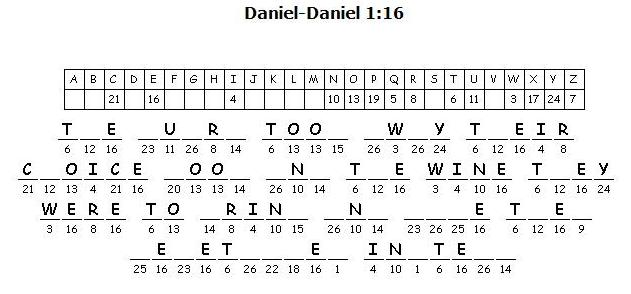 Daniel-Daniel 1:16
A B C D E F G H I J K L M N O P Q R S T U V W X Y Z
21 16 4 10 13 19 5 8 6 11 3 17 24 7
T _ E _ U _ R _ T O O _ _ W _ Y T _ E I R
6 12 16 23 11 26 8 14 6 13 13 15 26 3 26 24 6 12 16 4 8
C _ O I C E _ O O _ _ N _ T _ E W I N E T _ E Y
21 12 13 4 21 16 20 13 13 14 26 10 14 6 12 16 3 4 10 16 6 12 16 24
W E R E T O _ R I N _ _ N _ _ _ _ E T _ E _
3 16 8 16 6 13 14 8 4 10 15 26 10 14 23 26 25 16 6 12 16 9
_ E _ E T _ _ _ E _ I N _ T E _ _
25 16 23 16 6 26 22 18 16 1 4 10 1 6 16 26 14